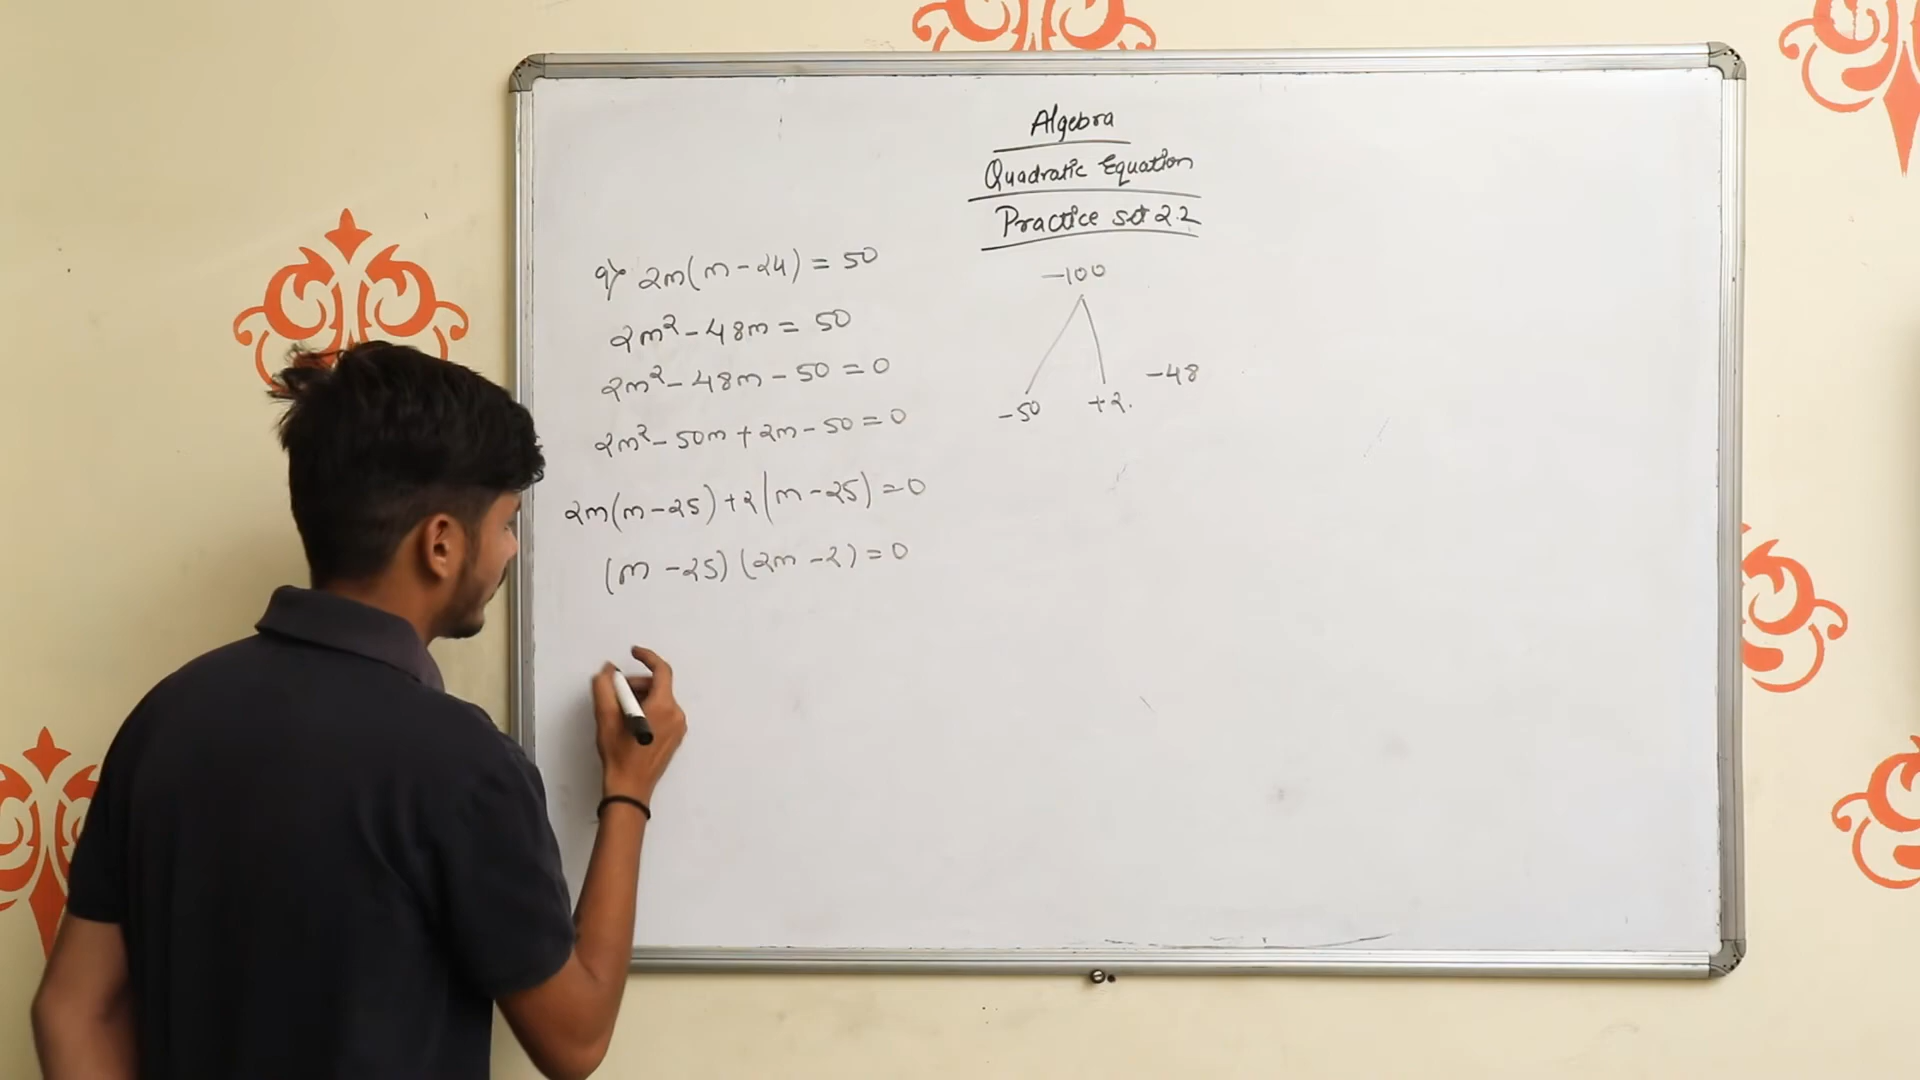 Algebra
Quadratic Equation
Practice set 2.2
9) 2m(m-24) = 50
2m²-48m = 50
2m²-48m-50=0
2m²-50m+2m-50=0
2m(m-25)+2(m-25)=0
(m-25)(2m-2)=0
-100
-50 +2. -48